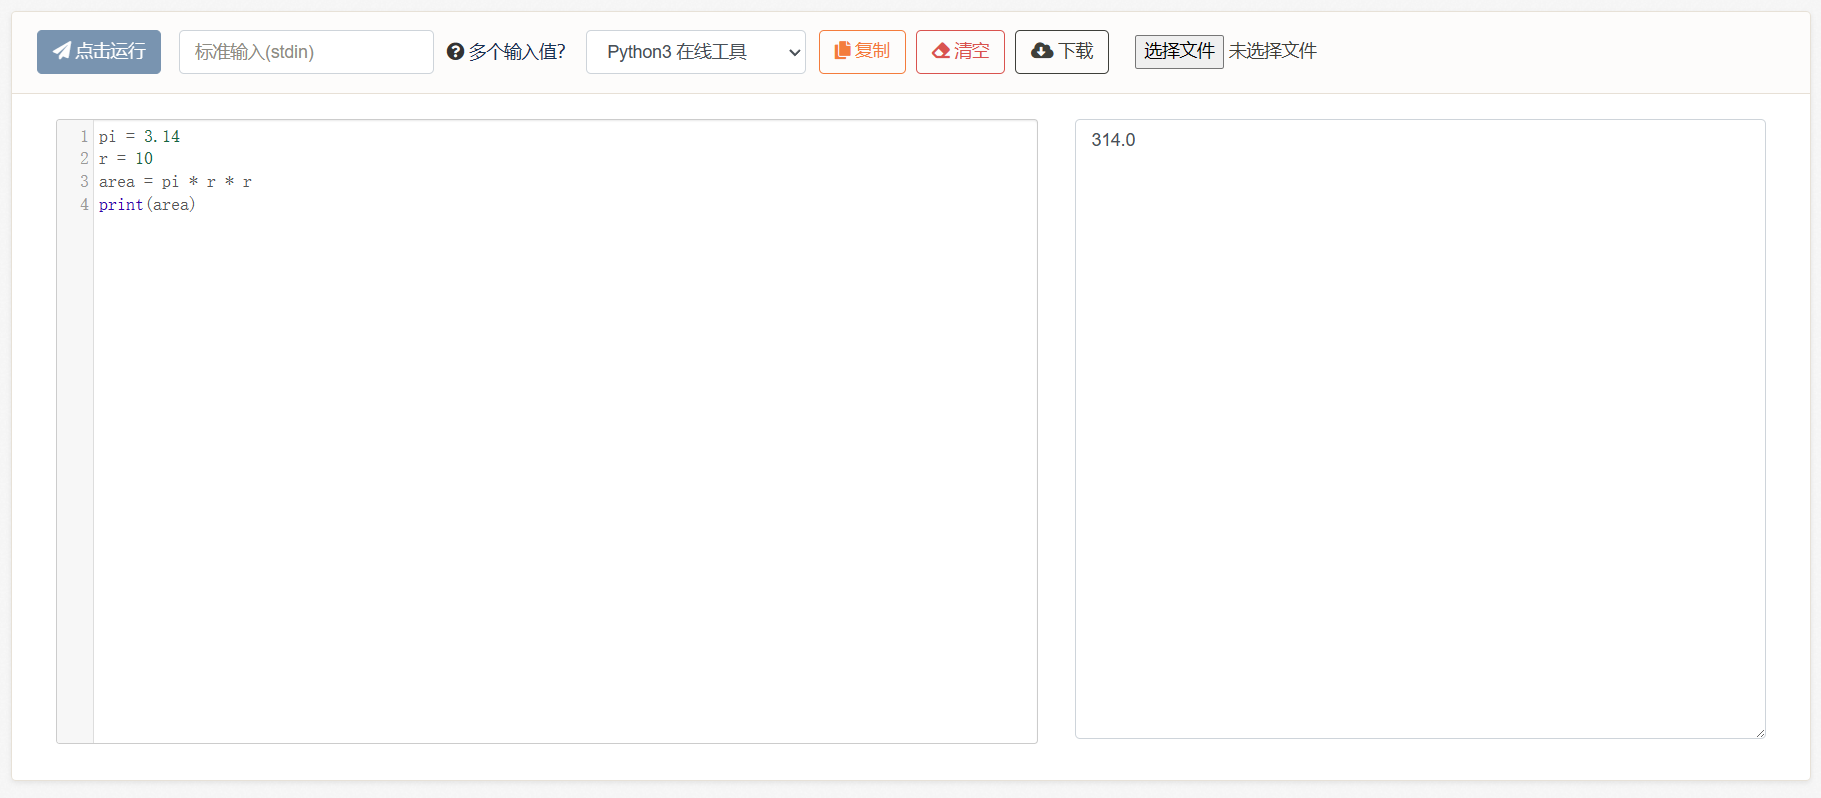 点击运行 标准输入(stdin) 多个输入值? Python3 在线工具 复制 清空 下载 选择文件 未选择文件
1 pi = 3.14
2 r = 10
3 area = pi * r * r
4 print(area)
314.0